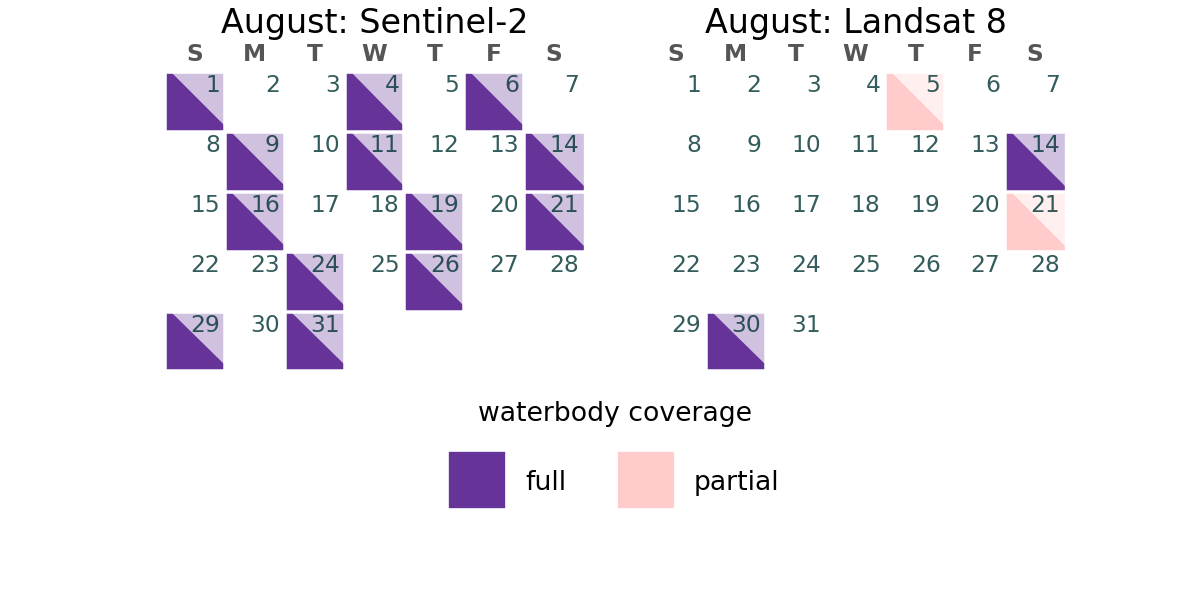 August: Sentinel-2
S M T W T F S
1 2 3 4 5 6 7
8 9 10 11 12 13 14
15 16 17 18 19 20 21
22 23 24 25 26 27 28
29 30 31
August: Landsat 8
S M T W T F S
1 2 3 4 5 6 7
8 9 10 11 12 13 14
15 16 17 18 19 20 21
22 23 24 25 26 27 28
29 30 31
waterbody coverage
full partial